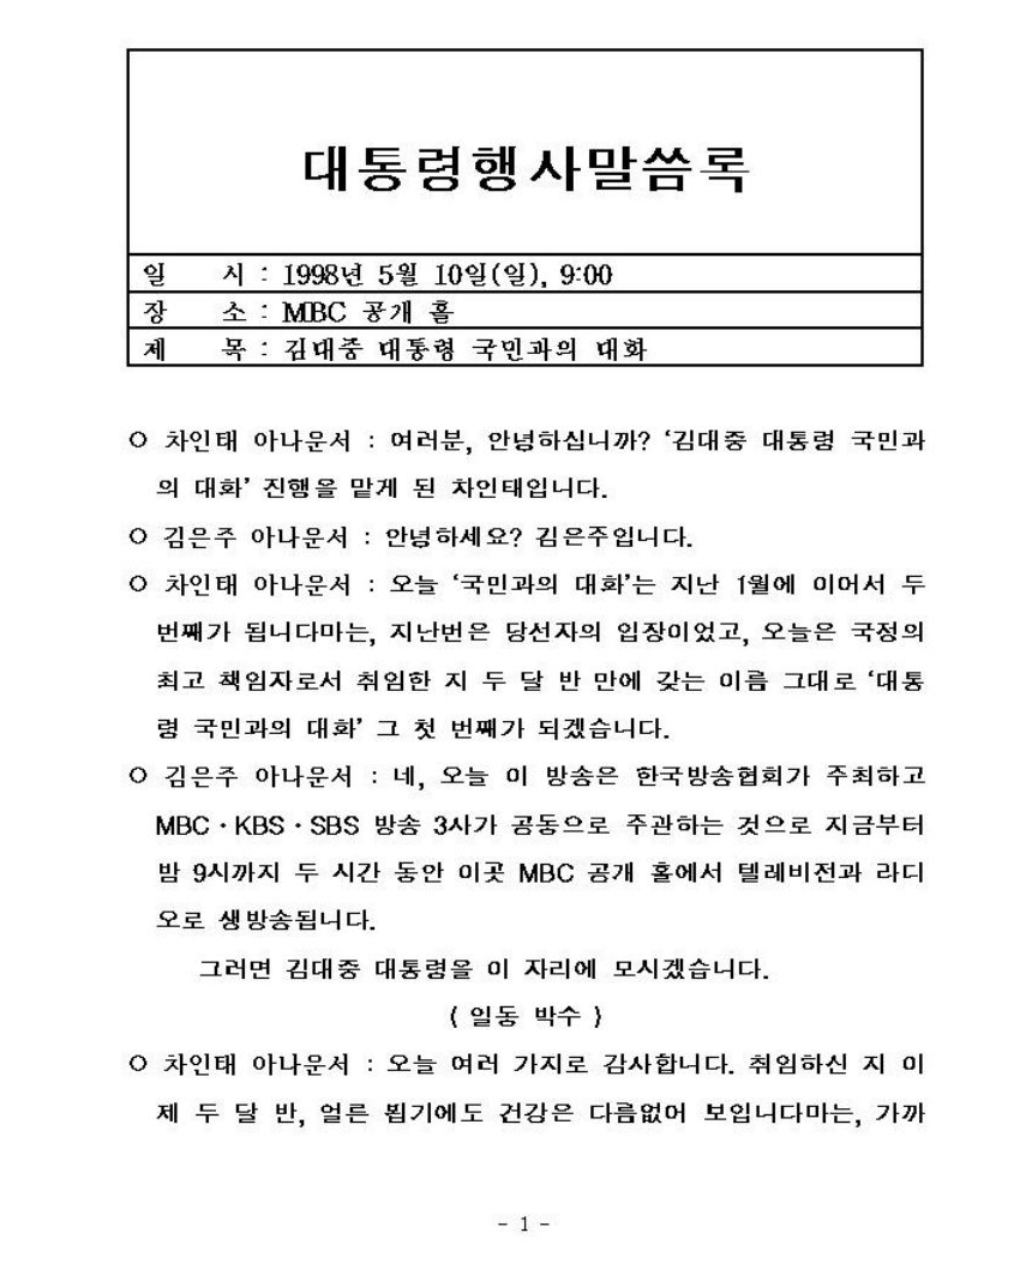 대통령행사말씀록
일 시 : 1998년 5월 10일(일), 9:00
장 소 : MBC 공개 홀
제 목 : 김대중 대통령 국민과의 대화
○ 차인태 아나운서 : 여러분, 안녕하십니까? ‘김대중 대통령 국민과
의 대화’ 진행을 맡게 된 차인태입니다.
○ 김은주 아나운서 : 안녕하세요? 김은주입니다.
○ 차인태 아나운서 : 오늘 ‘국민과의 대화’는 지난 1월에 이어서 두
번째가 됩니다마는, 지난번은 당선자의 입장이었고, 오늘은 국정의
최고 책임자로서 취임한 지 두 달 반 만에 갖는 이름 그대로 ‘대통
령 국민과의 대화’ 그 첫 번째가 되겠습니다.
○ 김은주 아나운서 : 네, 오늘 이 방송은 한국방송협회가 주최하고
MBC·KBS·SBS 방송 3사가 공동으로 주관하는 것으로 지금부터
밤 9시까지 두 시간 동안 이곳 MBC 공개 홀에서 텔레비전과 라디
오로 생방송됩니다.
그러면 김대중 대통령을 이 자리에 모시겠습니다.
( 일동 박수 )
○ 차인태 아나운서 : 오늘 여러 가지로 감사합니다. 취임하신 지 이
제 두 달 반, 얼른 뵙기에도 건강은 다름없어 보입니다마는, 가까
- 1 -